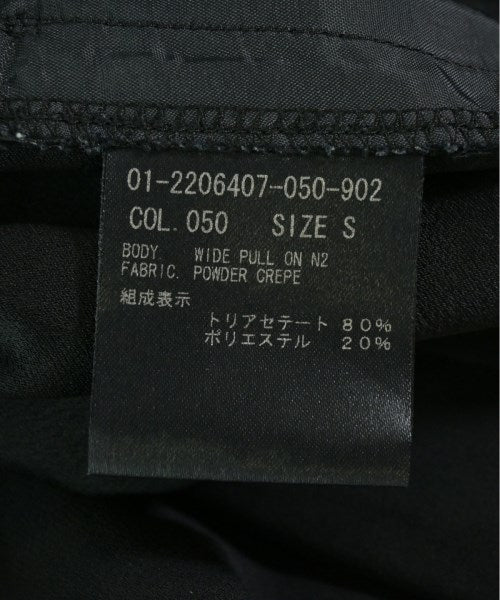 01-2206407-050-902
COL. 050 SIZE S
BODY. WIDE PULL ON N2
FABRIC. POWDER CREPE
組成表示
トリアセテート 80%
ポリエステル 20%